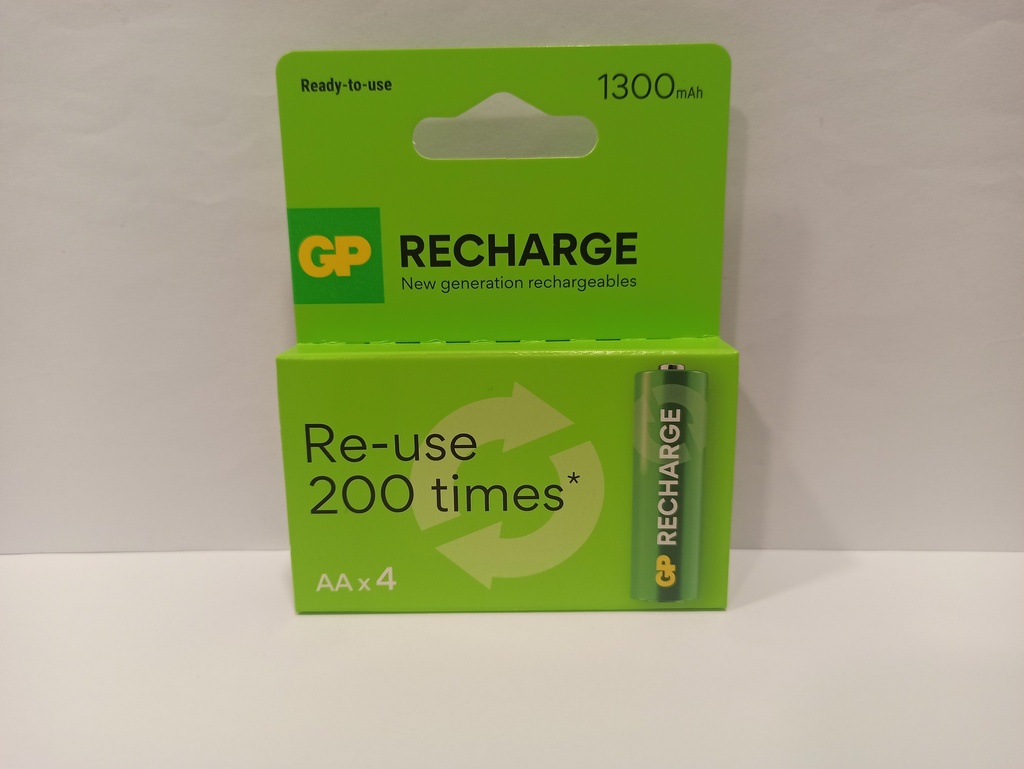 Ready-to-use
1300mAh
GP
RECHARGE
New generation rechargeables
Re-use
200 times*
AA x 4
GP RECHARGE